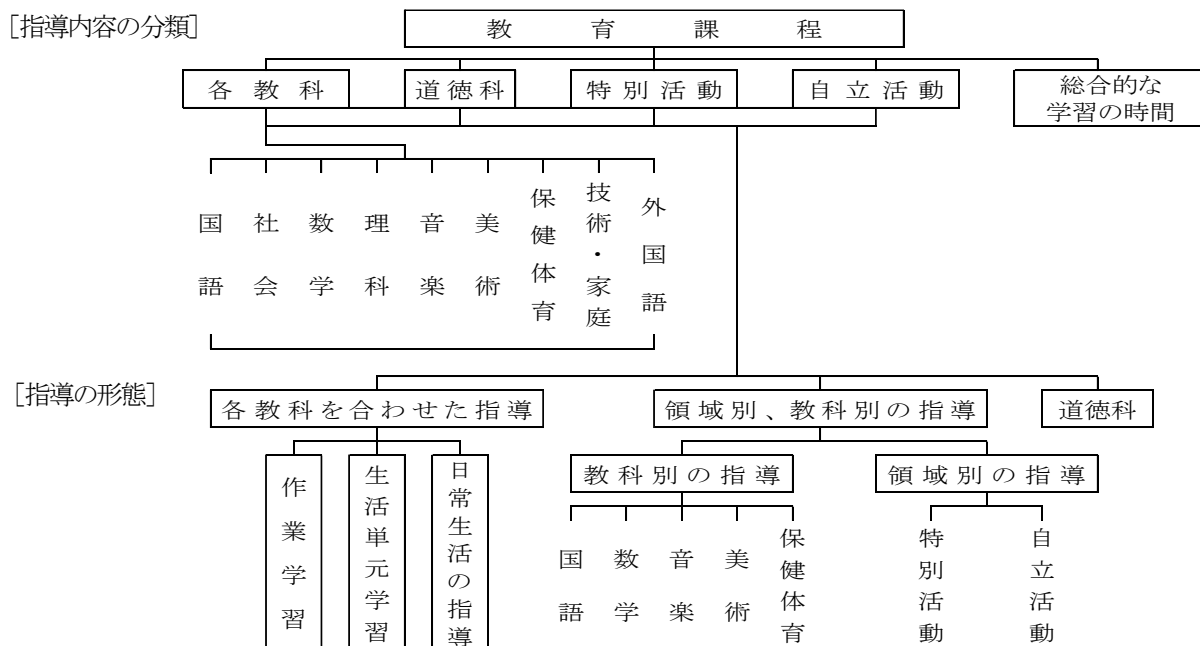 [指導内容の分類]
教育課程
各教科
道徳科
特別活動
自立活動
総合的な
学習の時間
国語
社会
数学
理科
音楽
美術
保健体育
技術・家庭
外国語
[指導の形態]
各教科を合わせた指導
領域別、教科別の指導
道徳科
教科別の指導
領域別の指導
作業学習
生活単元学習
日常生活の指導
国語
数学
音楽
美術
保健体育
特別活動
自立活動